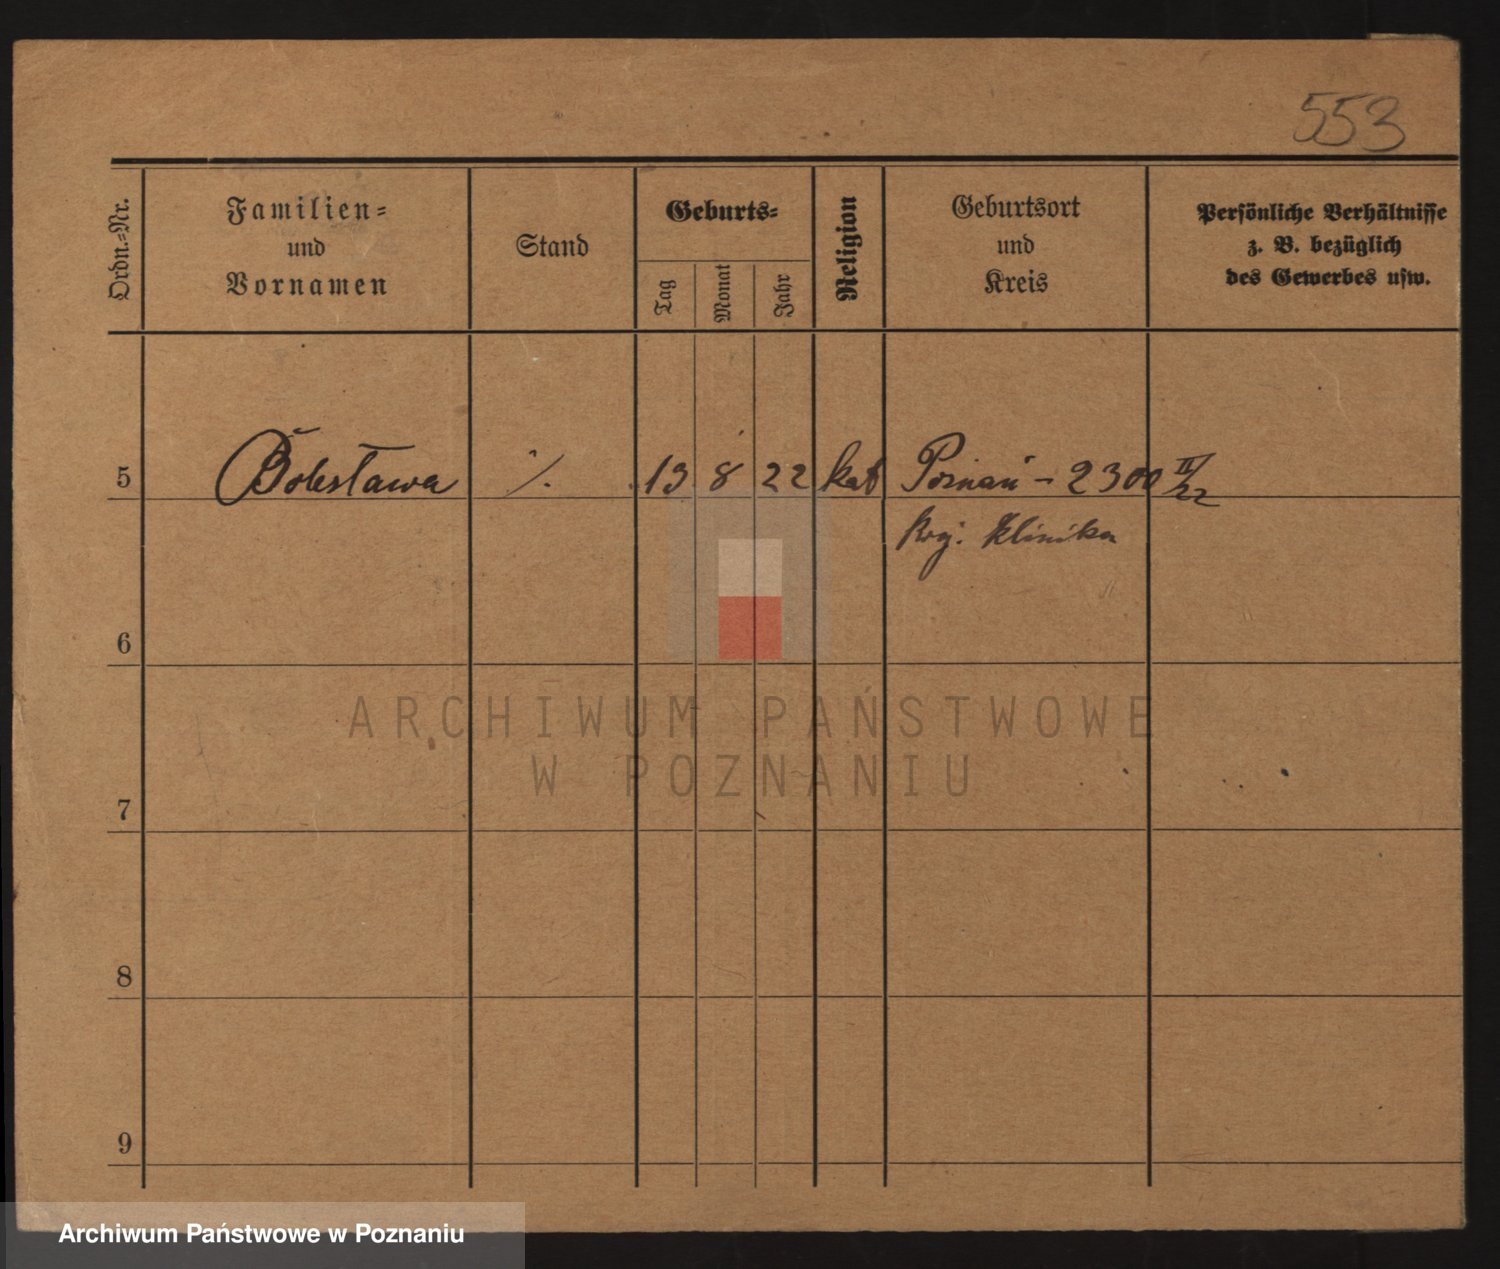 553
Ordn.-Nr.
Familien-
und
Vornamen
Stand
Geburts-
Tag
Monat
Jahr
Religion
Geburtsort
und
Kreis
Persönliche Verhältnisse
z. B. bezüglich
des Gewerbes usw.
5 Bolesława ./. 13 8 22 kat Poznań - 2300 II/22
Klinika
6
ARCHIWUM PAŃSTWOWE
W POZNANIU
7
8
9
Archiwum Państwowe w Poznaniu